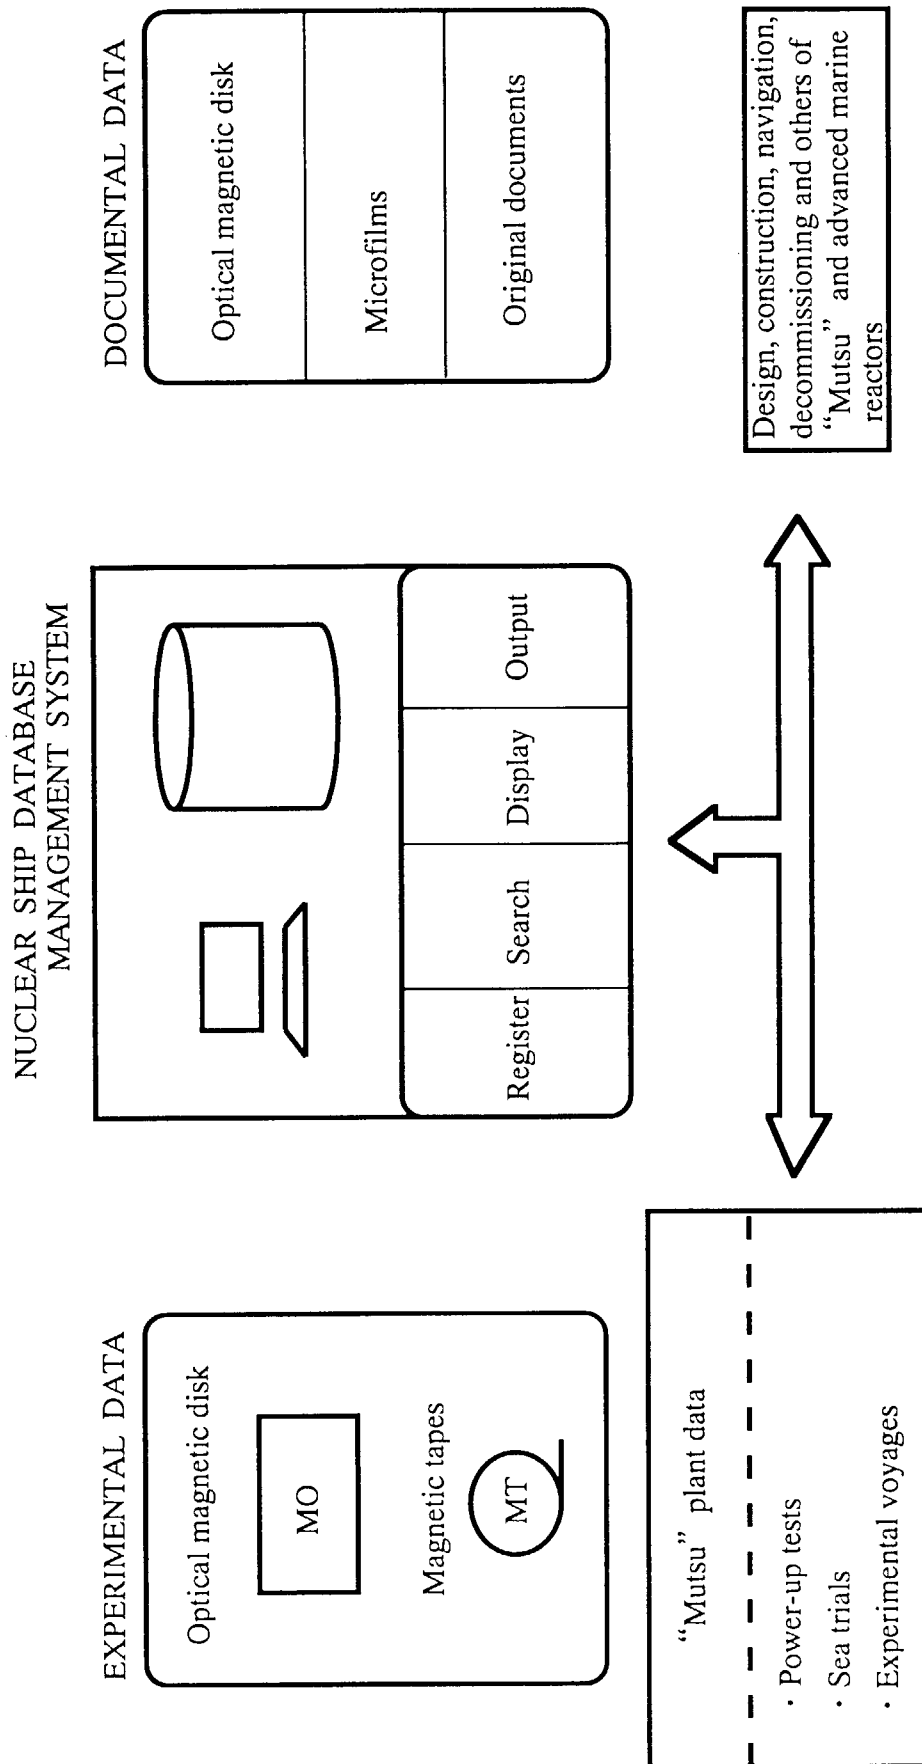 EXPERIMENTAL DATA
Optical magnetic disk
MO
Magnetic tapes
MT
“Mutsu” plant data
· Power-up tests
· Sea trials
· Experimental voyages
NUCLEAR SHIP DATABASE
MANAGEMENT SYSTEM
Register
Search
Display
Output
DOCUMENTAL DATA
Optical magnetic disk
Microfilms
Original documents
Design, construction, navigation,
decommissioning and others of
“Mutsu” and advanced marine
reactors